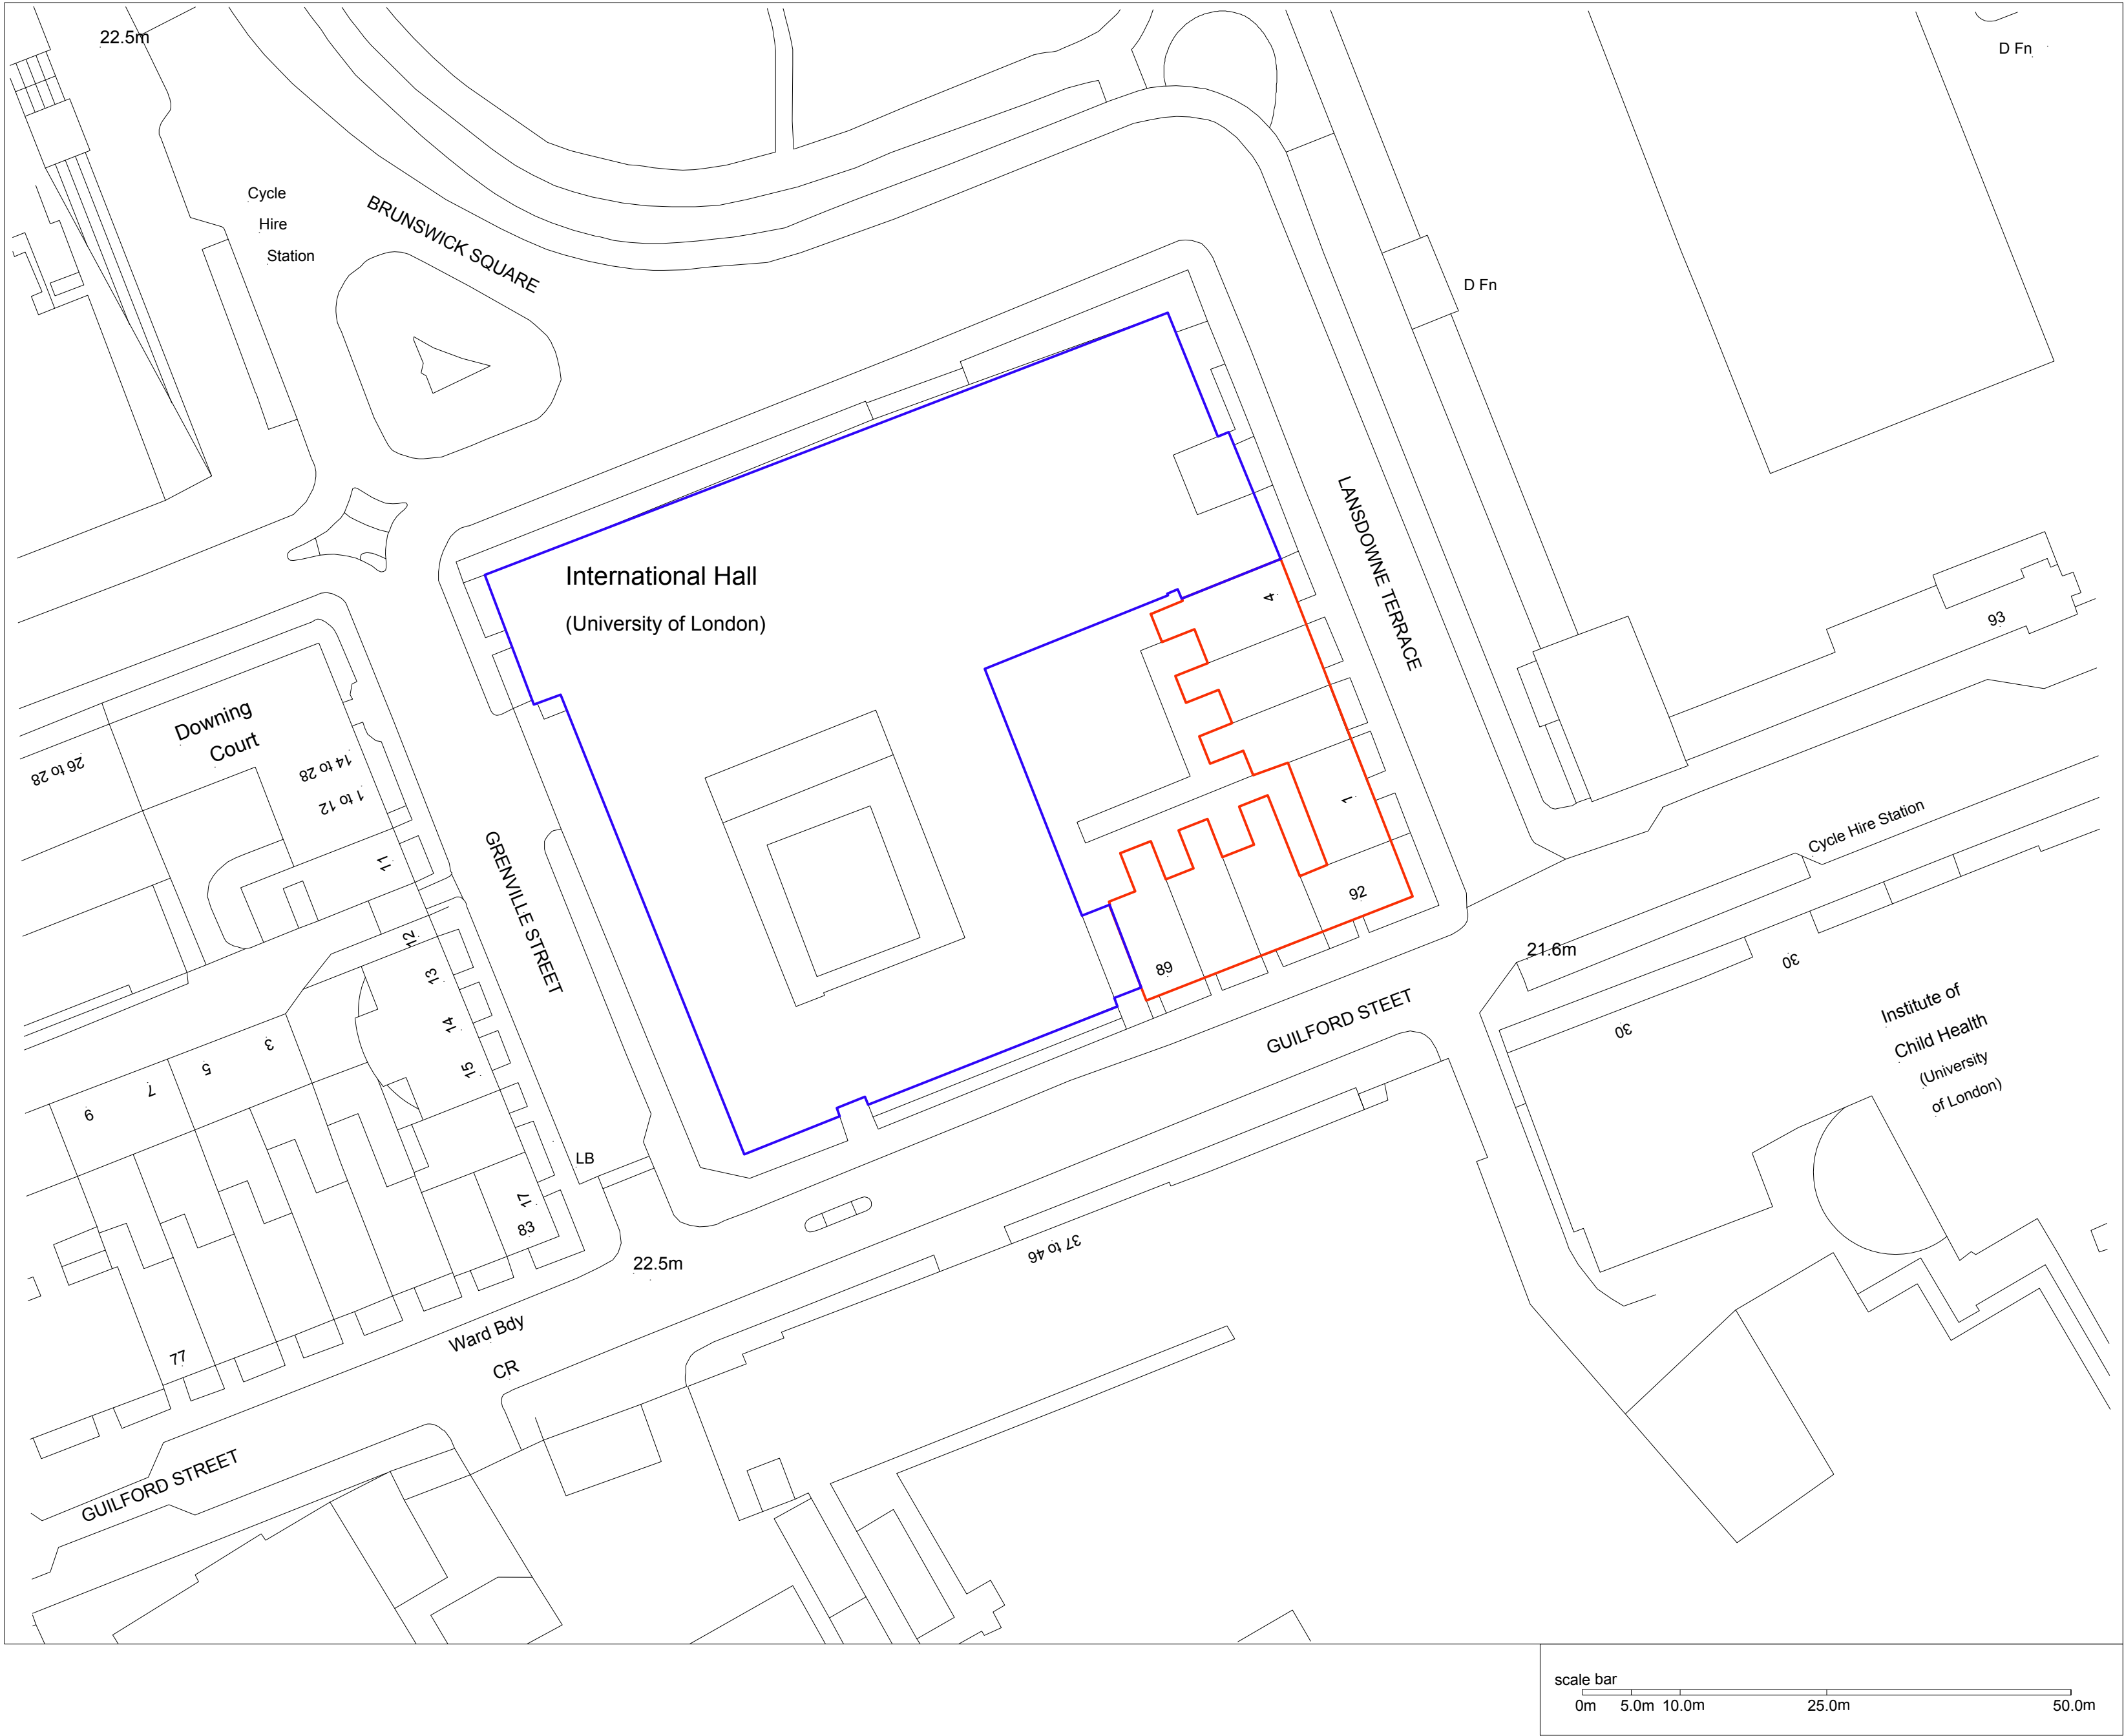 22.5m
D Fn
Cycle
Hire
Station
BRUNSWICK SQUARE
D Fn
International Hall
(University of London)
LANSDOWNE TERRACE
4
93
Downing
Court
26 to 28
14 to 28
1 to 12
11
1
GRENVILLE STREET
Cycle Hire Station
92
12
13
14
15
89
21.6m
30
30
Institute of
Child Health
(University
of London)
GUILFORD STEET
3
5
7
9
LB
17
83
22.5m
37 to 46
Ward Bdy
CR
77
GUILFORD STREET
scale bar
0m 5.0m 10.0m 25.0m 50.0m